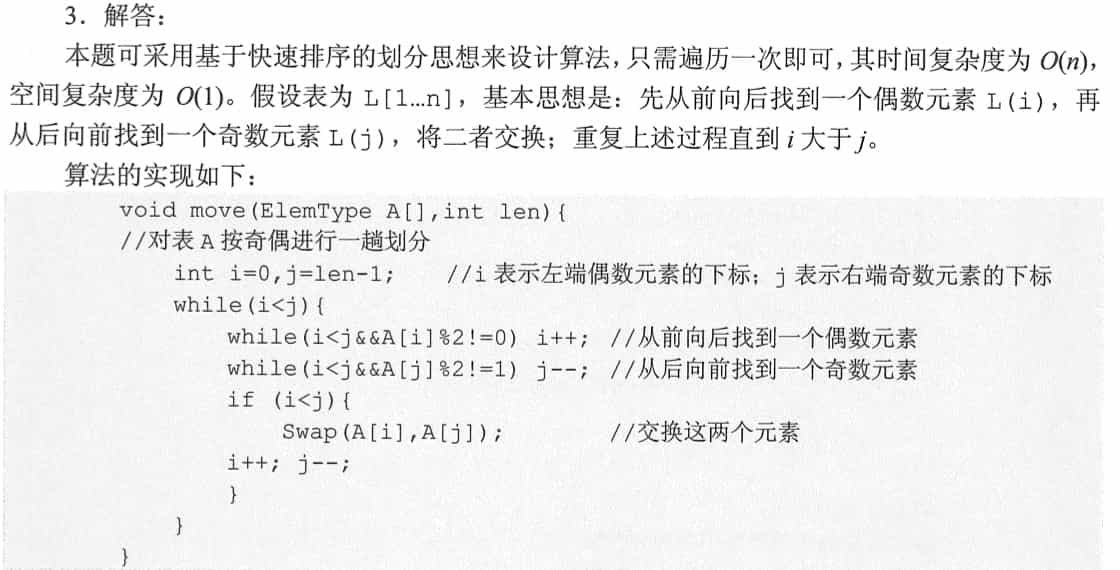 3．解答：
本题可采用基于快速排序的划分思想来设计算法，只需遍历一次即可，其时间复杂度为 O(n)，
空间复杂度为 O(1)。假设表为 L[1…n]，基本思想是：先从前向后找到一个偶数元素 L(i)，再
从后向前找到一个奇数元素 L(j)，将二者交换；重复上述过程直到 i 大于 j。
算法的实现如下：
void move(ElemType A[],int len){
//对表 A 按奇偶进行一趟划分
int i=0,j=len-1; //i 表示左端偶数元素的下标；j 表示右端奇数元素的下标
while(i<j){
while(i<j&&A[i]%2!=0) i++; //从前向后找到一个偶数元素
while(i<j&&A[j]%2!=1) j--; //从后向前找到一个奇数元素
if (i<j){
Swap(A[i],A[j]); //交换这两个元素
i++; j--;
}
}
}